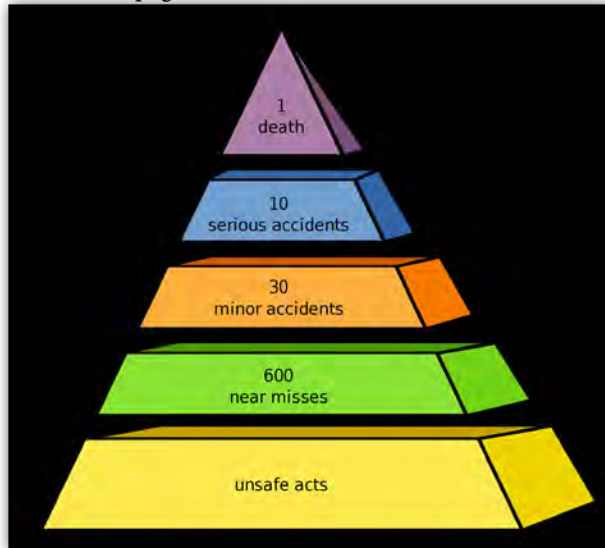 1
death
10
serious accidents
30
minor accidents
600
near misses
unsafe acts